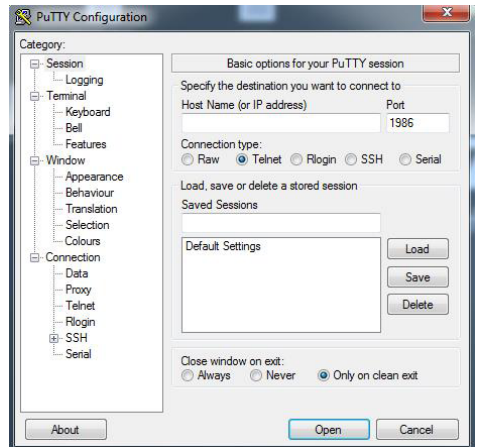 PuTTY Configuration
Category:
Session
Logging
Terminal
Keyboard
Bell
Features
Window
Appearance
Behaviour
Translation
Selection
Colours
Connection
Data
Proxy
Telnet
Rlogin
SSH
Serial
Basic options for your PuTTY session
Specify the destination you want to connect to
Host Name (or IP address) Port
1986
Connection type:
Raw Telnet Rlogin SSH Serial
Load, save or delete a stored session
Saved Sessions
Default Settings
Load
Save
Delete
Close window on exit:
Always Never Only on clean exit
About Open Cancel